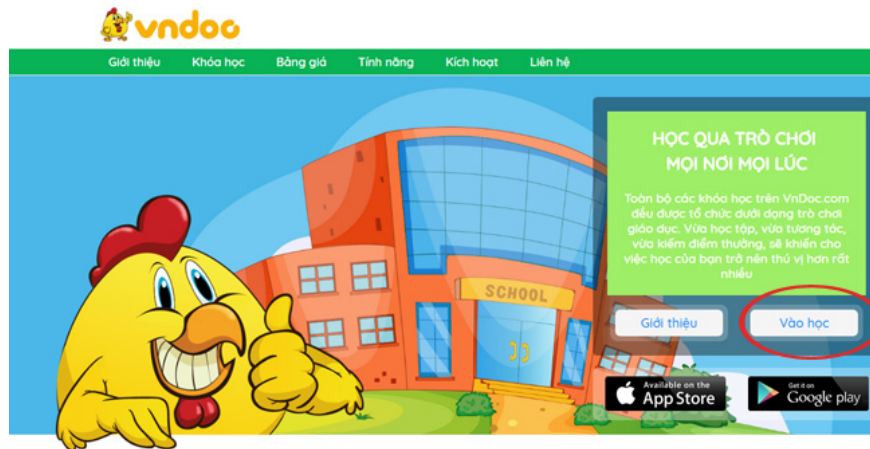 vndoc
Giới thiệu Khóa học Bảng giá Tính năng Kích hoạt Liên hệ
HỌC QUA TRÒ CHƠI
MỌI NƠI MỌI LÚC
Toàn bộ các khóa học trên VnDoc.com
đều được tổ chức dưới dạng trò chơi
giáo dục. Vừa học tập, vừa tương tác,
vừa kiếm điểm thưởng, sẽ khiến cho
việc học của bạn trở nên thú vị hơn rất
nhiều
SCHOOL
Giới thiệu Vào học
Available on the
App Store
Get it on
Google play